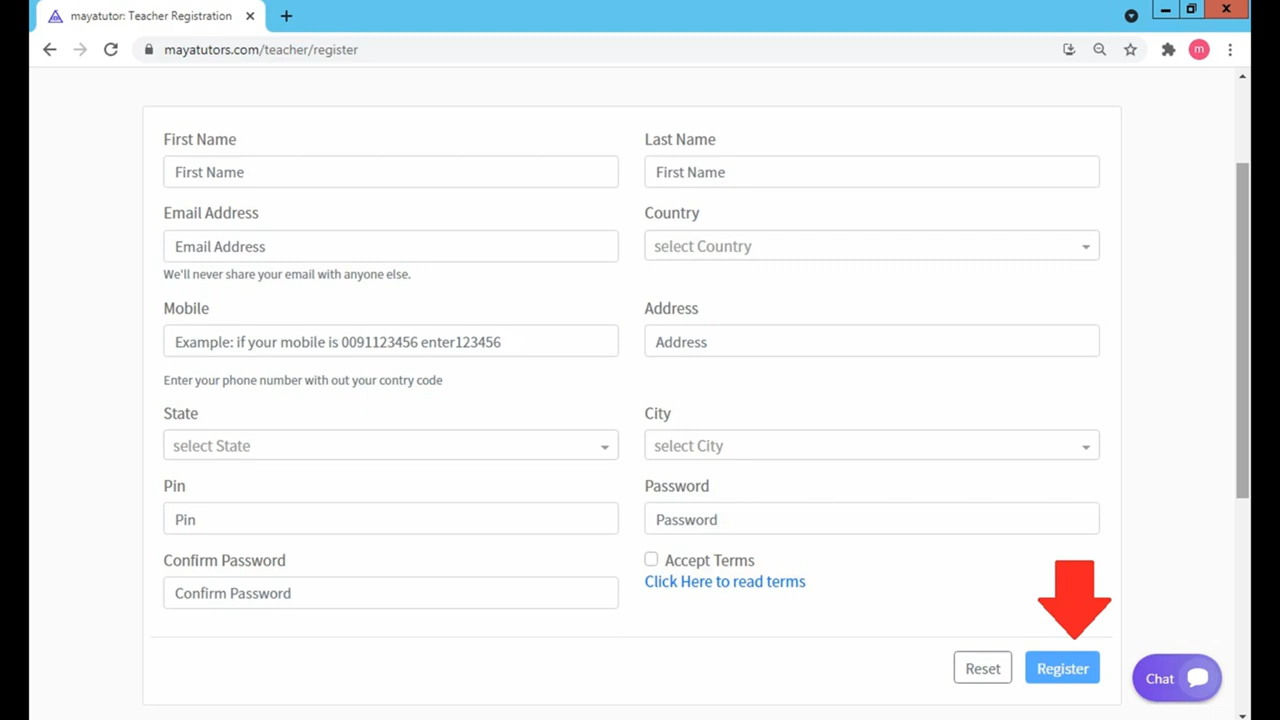 mayatutor: Teacher Registration
mayatutors.com/teacher/register
m
First Name
Last Name
First Name
First Name
Email Address
Country
Email Address
select Country
We'll never share your email with anyone else.
Mobile
Address
Example: if your mobile is 0091123456 enter123456
Address
Enter your phone number with out your contry code
State
City
select State
select City
Pin
Password
Pin
Password
Confirm Password
Accept Terms
Click Here to read terms
Confirm Password
Reset
Register
Chat